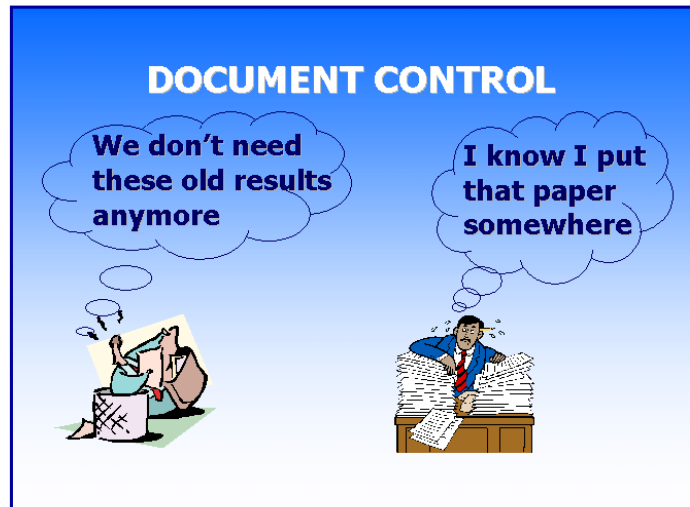 DOCUMENT CONTROL
We don't need
these old results
anymore
I know I put
that paper
somewhere